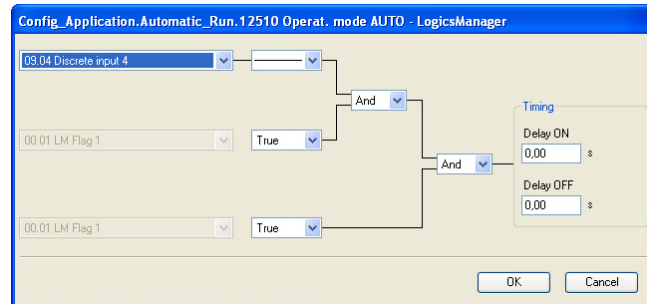 Config_Application.Automatic_Run.12510 Operat. mode AUTO - LogicsManager
09.04 Discrete input 4
And
Timing
Delay ON
00.01 LM Flag 1
True
0,00 s
And
Delay OFF
0,00 s
00.01 LM Flag 1
True
OK
Cancel